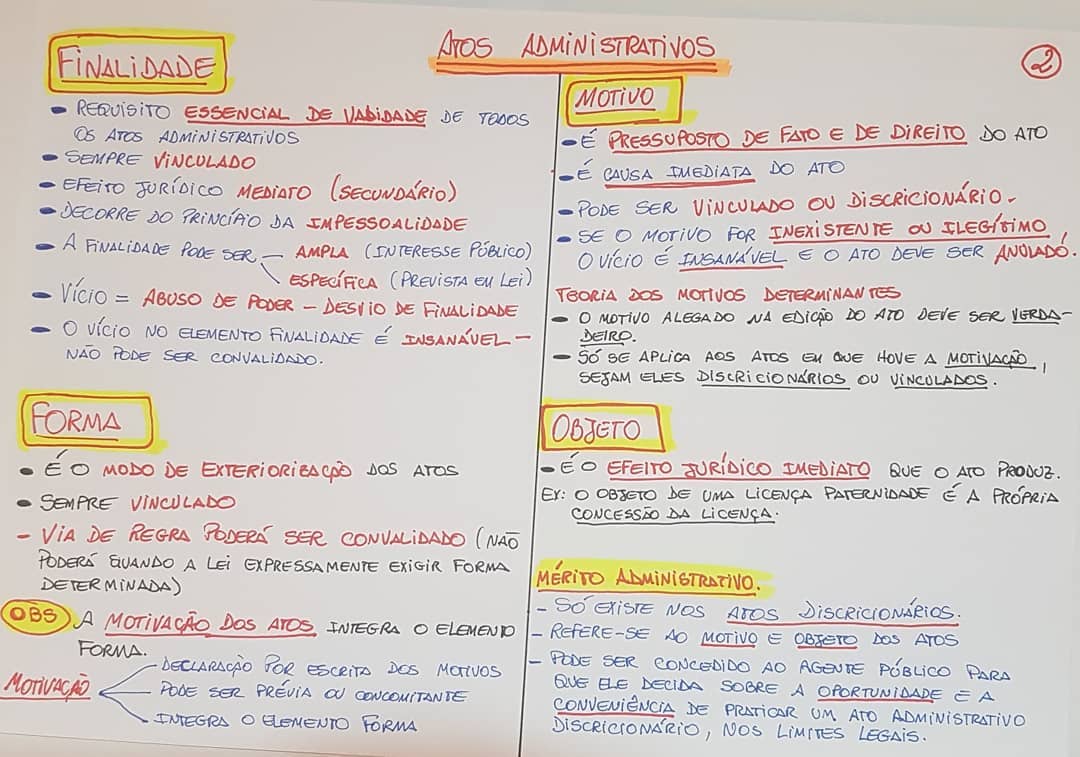 ATOS ADMINISTRATIVOS
2
FINALIDADE
• REQUISITO ESSENCIAL DE VALIDADE DE TODOS
OS ATOS ADMINISTRATIVOS
• SEMPRE VINCULADO
• EFEITO JURÍDICO MEDIATO (SECUNDÁRIO)
• DECORRE DO PRINCÍPIO DA IMPESSOALIDADE
• A FINALIDADE PODE SER — AMPLA (INTERESSE PÚBLICO)
ESPECÍFICA (PREVISTA EM LEI)
• VÍCIO = ABUSO DE PODER - DESVIO DE FINALIDADE
• O VÍCIO NO ELEMENTO FINALIDADE É INSANÁVEL -
NÃO PODE SER CONVALIDADO.
FORMA
• É O MODO DE EXTERIORIZAÇÃO DOS ATOS
• SEMPRE VINCULADO
- VIA DE REGRA PODERÁ SER CONVALIDADO (NÃO
PODERÁ QUANDO A LEI EXPRESSAMENTE EXIGIR FORMA
DETERMINADA)
OBS A MOTIVAÇÃO DOS ATOS INTEGRA O ELEMENTO
FORMA.
MOTIVAÇÃO
DECLARAÇÃO POR ESCRITO DOS MOTIVOS
PODE SER PRÉVIA OU CONCOMITANTE
INTEGRA O ELEMENTO FORMA
MOTIVO
• É PRESSUPOSTO DE FATO E DE DIREITO DO ATO
• É CAUSA IMEDIATA DO ATO
• PODE SER VINCULADO OU DISCRICIONÁRIO.
• SE O MOTIVO FOR INEXISTENTE OU ILEGÍTIMO,
O VÍCIO É INSANÁVEL E O ATO DEVE SER ANULADO.
TEORIA DOS MOTIVOS DETERMINANTES
• O MOTIVO ALEGADO NA EDIÇÃO DO ATO DEVE SER VERDA-
DEIRO.
- SÓ SE APLICA AOS ATOS EM QUE HOVE A MOTIVAÇÃO,
SEJAM ELES DISCRICIONÁRIOS OU VINCULADOS.
OBJETO
• É O EFEITO JURÍDICO IMEDIATO QUE O ATO PRODUZ.
EX: O OBJETO DE UMA LICENÇA PATERNIDADE É A PRÓPRIA
CONCESSÃO DA LICENÇA.
MÉRITO ADMINISTRATIVO.
- SÓ EXISTE NOS ATOS DISCRICIONÁRIOS.
- REFERE-SE AO MOTIVO E OBJETO DOS ATOS
- PODE SER CONCEDIDO AO AGENTE PÚBLICO PARA
QUE ELE DECIDA SOBRE A OPORTUNIDADE E A
CONVENIÊNCIA DE PRATICAR UM ATO ADMINISTRATIVO
DISCRICIONÁRIO, NOS LIMITES LEGAIS.